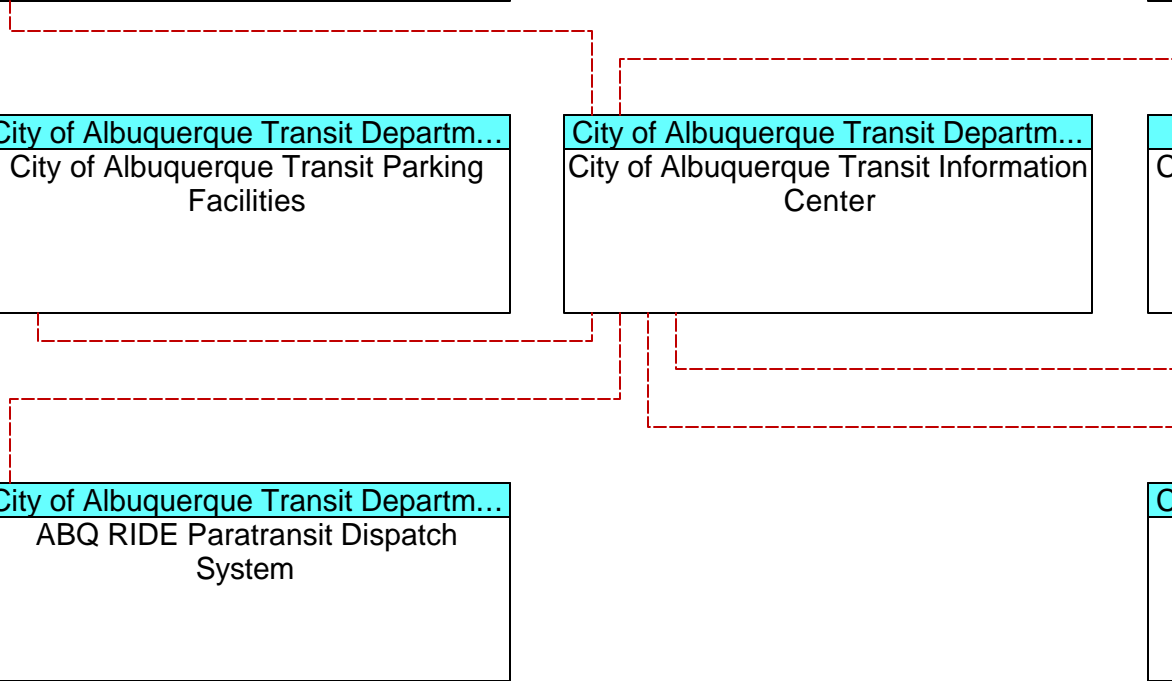 City of Albuquerque Transit Departm...
City of Albuquerque Transit Parking
Facilities
City of Albuquerque Transit Departm...
City of Albuquerque Transit Information
Center
City of Albuquerque Transit Departm...
ABQ RIDE Paratransit Dispatch
System